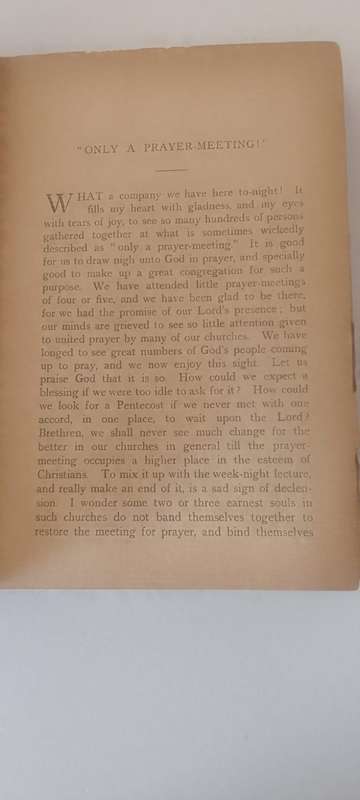 "ONLY A PRAYER-MEETING!"
WHAT a company we have here to-night! It
fills my heart with gladness, and my eyes
with tears of joy, to see so many hundreds of persons
gathered together at what is sometimes wickedly
described as "only a prayer-meeting." It is good
for us to draw nigh unto God in prayer, and specially
good to make up a great congregation for such a
purpose. We have attended little prayer-meetings
of four or five, and we have been glad to be there,
for we had the promise of our Lord's presence; but
our minds are grieved to see so little attention given
to united prayer by many of our churches. We have
longed to see great numbers of God's people coming
up to pray, and we now enjoy this sight. Let us
praise God that it is so. How could we expect a
blessing if we were too idle to ask for it? How could
we look for a Pentecost if we never met with one
accord, in one place, to wait upon the Lord?
Brethren, we shall never see much change for the
better in our churches in general till the prayer-
meeting occupies a higher place in the esteem of
Christians. To mix it up with the week-night lecture,
and really make an end of it, is a sad sign of declen-
sion. I wonder some two or three earnest souls in
such churches do not band themselves together to
restore the meeting for prayer, and bind themselves